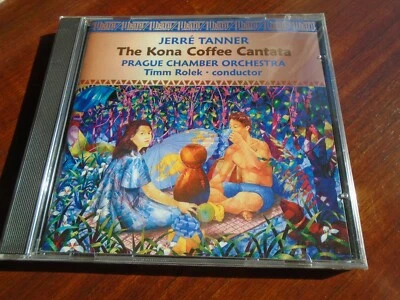 JERRÉ TANNER
The Kona Coffee Cantata
PRAGUE CHAMBER ORCHESTRA
Timm Rolek · conductor